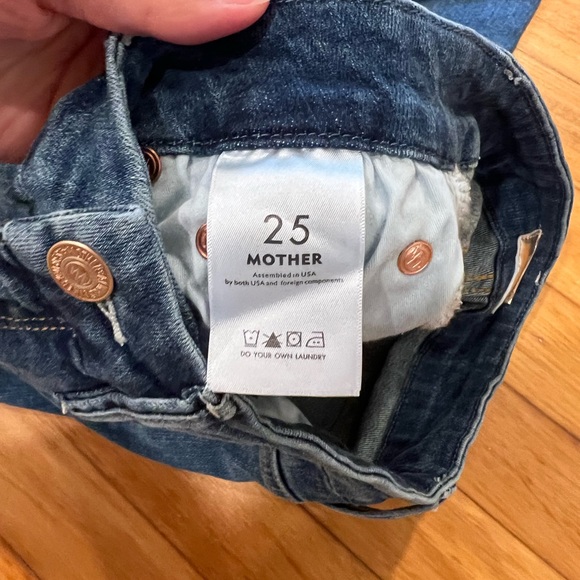 25
MOTHER
Assembled in USA
by both USA and foreign components
DO YOUR OWN LAUNDRY